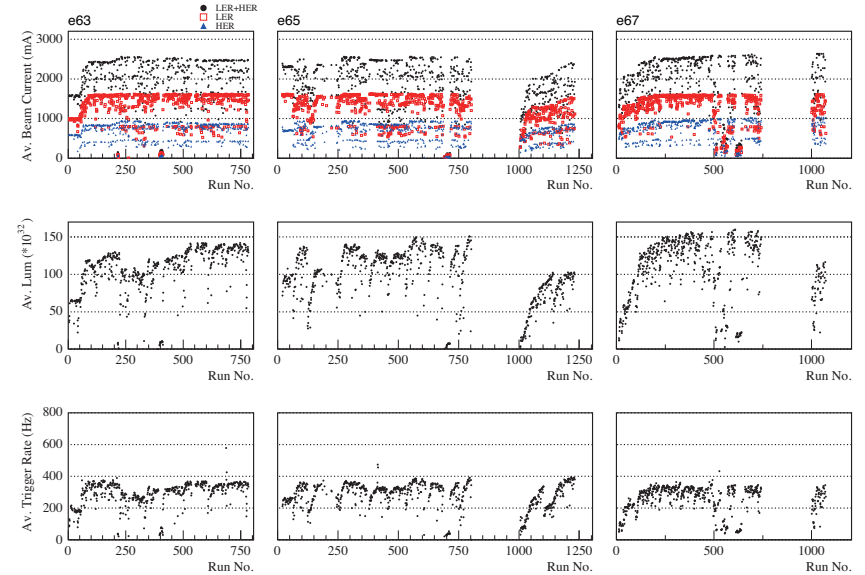 LER+HER
LER
HER
e63 e65 e67
Av. Beam Current (mA)
3000
2000
1000
0
0 250 500 750 0 250 500 750 1000 1250 0 250 500 750 1000
Run No. Run No. Run No.
Av. Lum (*10^32)
150
100
50
0
0 250 500 750 0 250 500 750 1000 1250 0 500 1000
Run No. Run No. Run No.
Av. Trigger Rate (Hz)
800
600
400
200
0
0 250 500 750 0 250 500 750 1000 1250 0 500 1000
Run No. Run No. Run No.